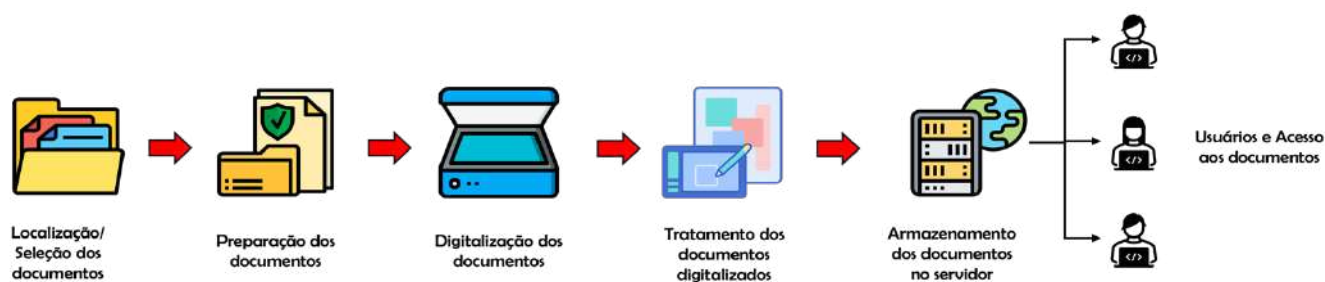 Localização/
Seleção dos
documentos
Preparação dos
documentos
Digitalização dos
documentos
Tratamento dos
documentos
digitalizados
Armazenamento
dos documentos
no servidor
</>
</>
</>
Usuários e Acesso
aos documentos